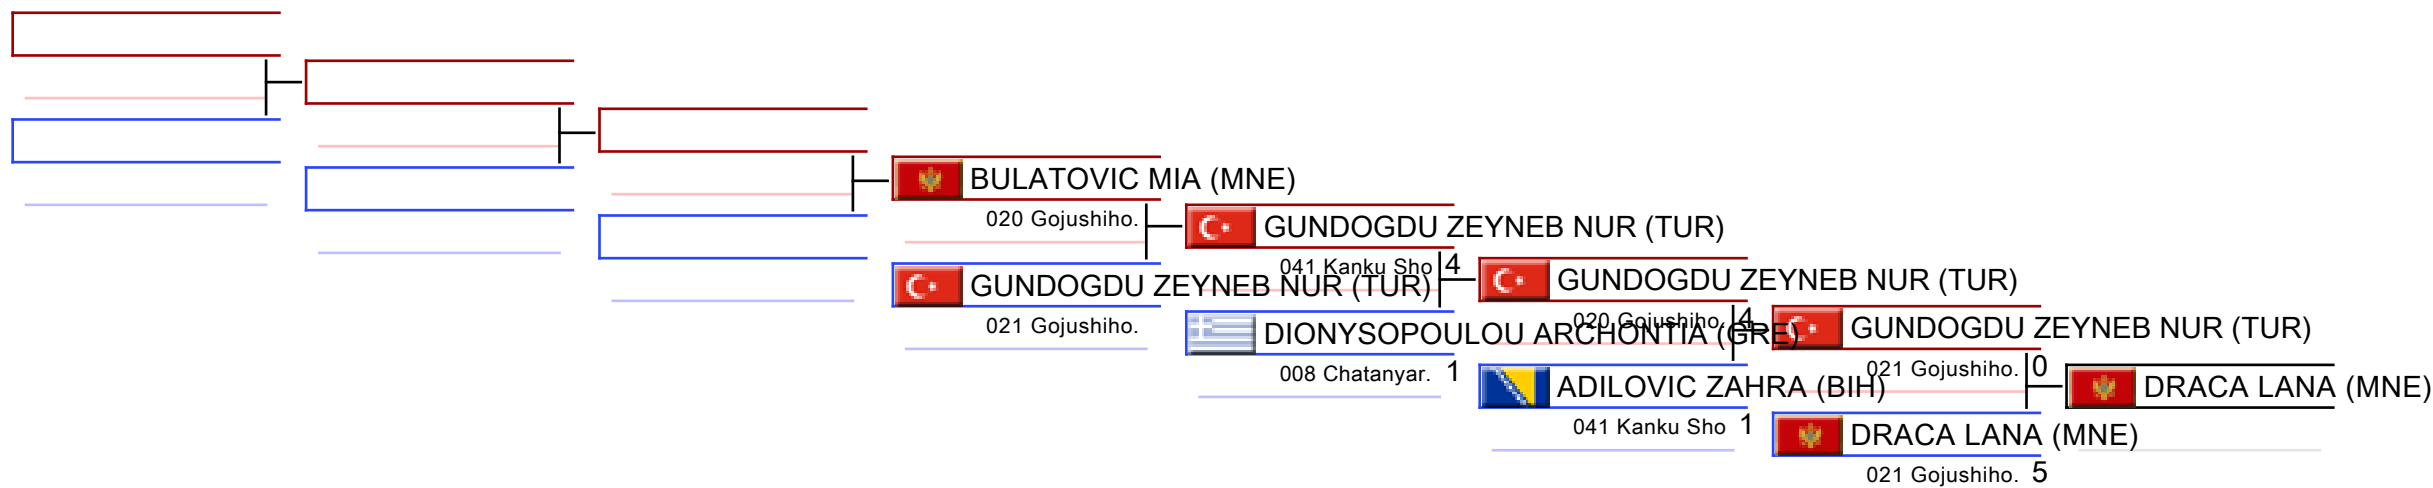 BULATOVIC MIA (MNE)
020 Gojushiho.
GUNDOGDU ZEYNEB NUR (TUR)
021 Gojushiho.
GUNDOGDU ZEYNEB NUR (TUR)
041 Kanku Sho 4
DIONYSOPOULOU ARCHONTIA (GRE)
008 Chatanyar. 1
GUNDOGDU ZEYNEB NUR (TUR)
020 Gojushiho. 4
ADILOVIC ZAHRA (BIH)
041 Kanku Sho 1
GUNDOGDU ZEYNEB NUR (TUR)
021 Gojushiho. 0
DRACA LANA (MNE)
021 Gojushiho. 5
DRACA LANA (MNE)